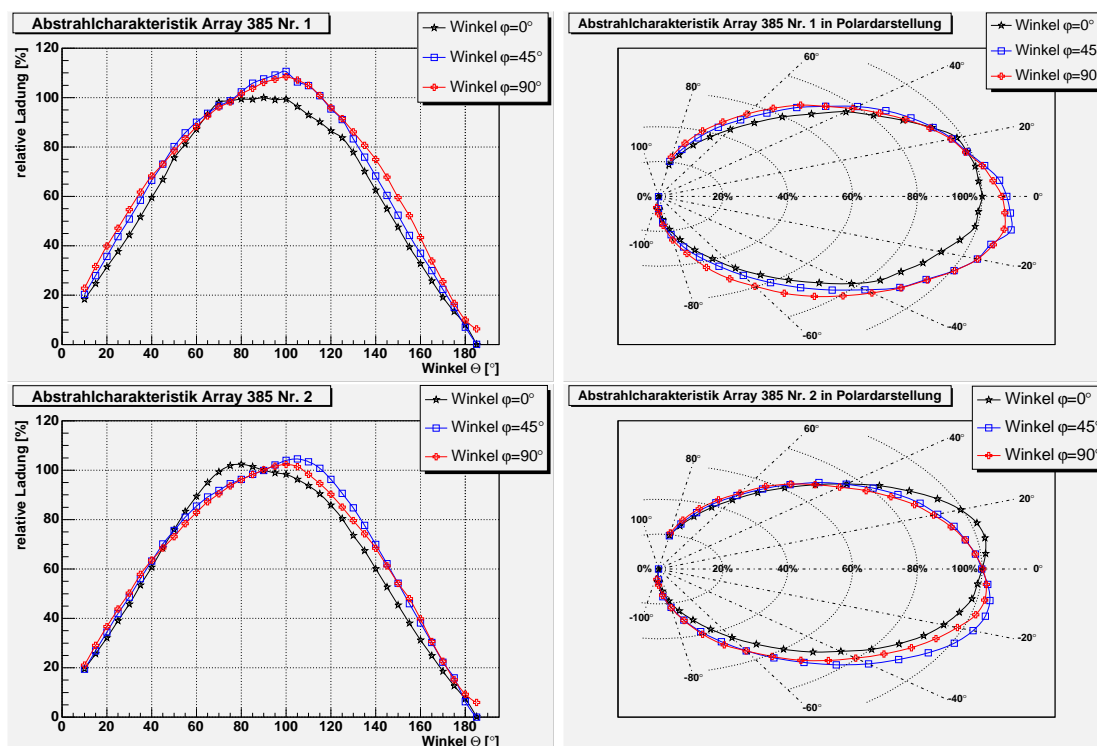 Abstrahlcharakteristik Array 385 Nr. 1
Winkel φ=0°
Winkel φ=45°
Winkel φ=90°
relative Ladung [%]
120
100
80
60
40
20
0
0 20 40 60 80 100 120 140 160 180
Winkel Θ [°]
Abstrahlcharakteristik Array 385 Nr. 1 in Polardarstellung
Winkel φ=0°
Winkel φ=45°
Winkel φ=90°
60°
40°
80°
20°
100°
0% 20% 40% 60% 80% 100% 0°
-100°
-20°
-80°
-40°
-60°
Abstrahlcharakteristik Array 385 Nr. 2
Winkel φ=0°
Winkel φ=45°
Winkel φ=90°
relative Ladung [%]
120
100
80
60
40
20
0
0 20 40 60 80 100 120 140 160 180
Winkel Θ [°]
Abstrahlcharakteristik Array 385 Nr. 2 in Polardarstellung
Winkel φ=0°
Winkel φ=45°
Winkel φ=90°
60°
40°
80°
20°
100°
0% 20% 40% 60% 80% 100% 0°
-100°
-20°
-80°
-40°
-60°